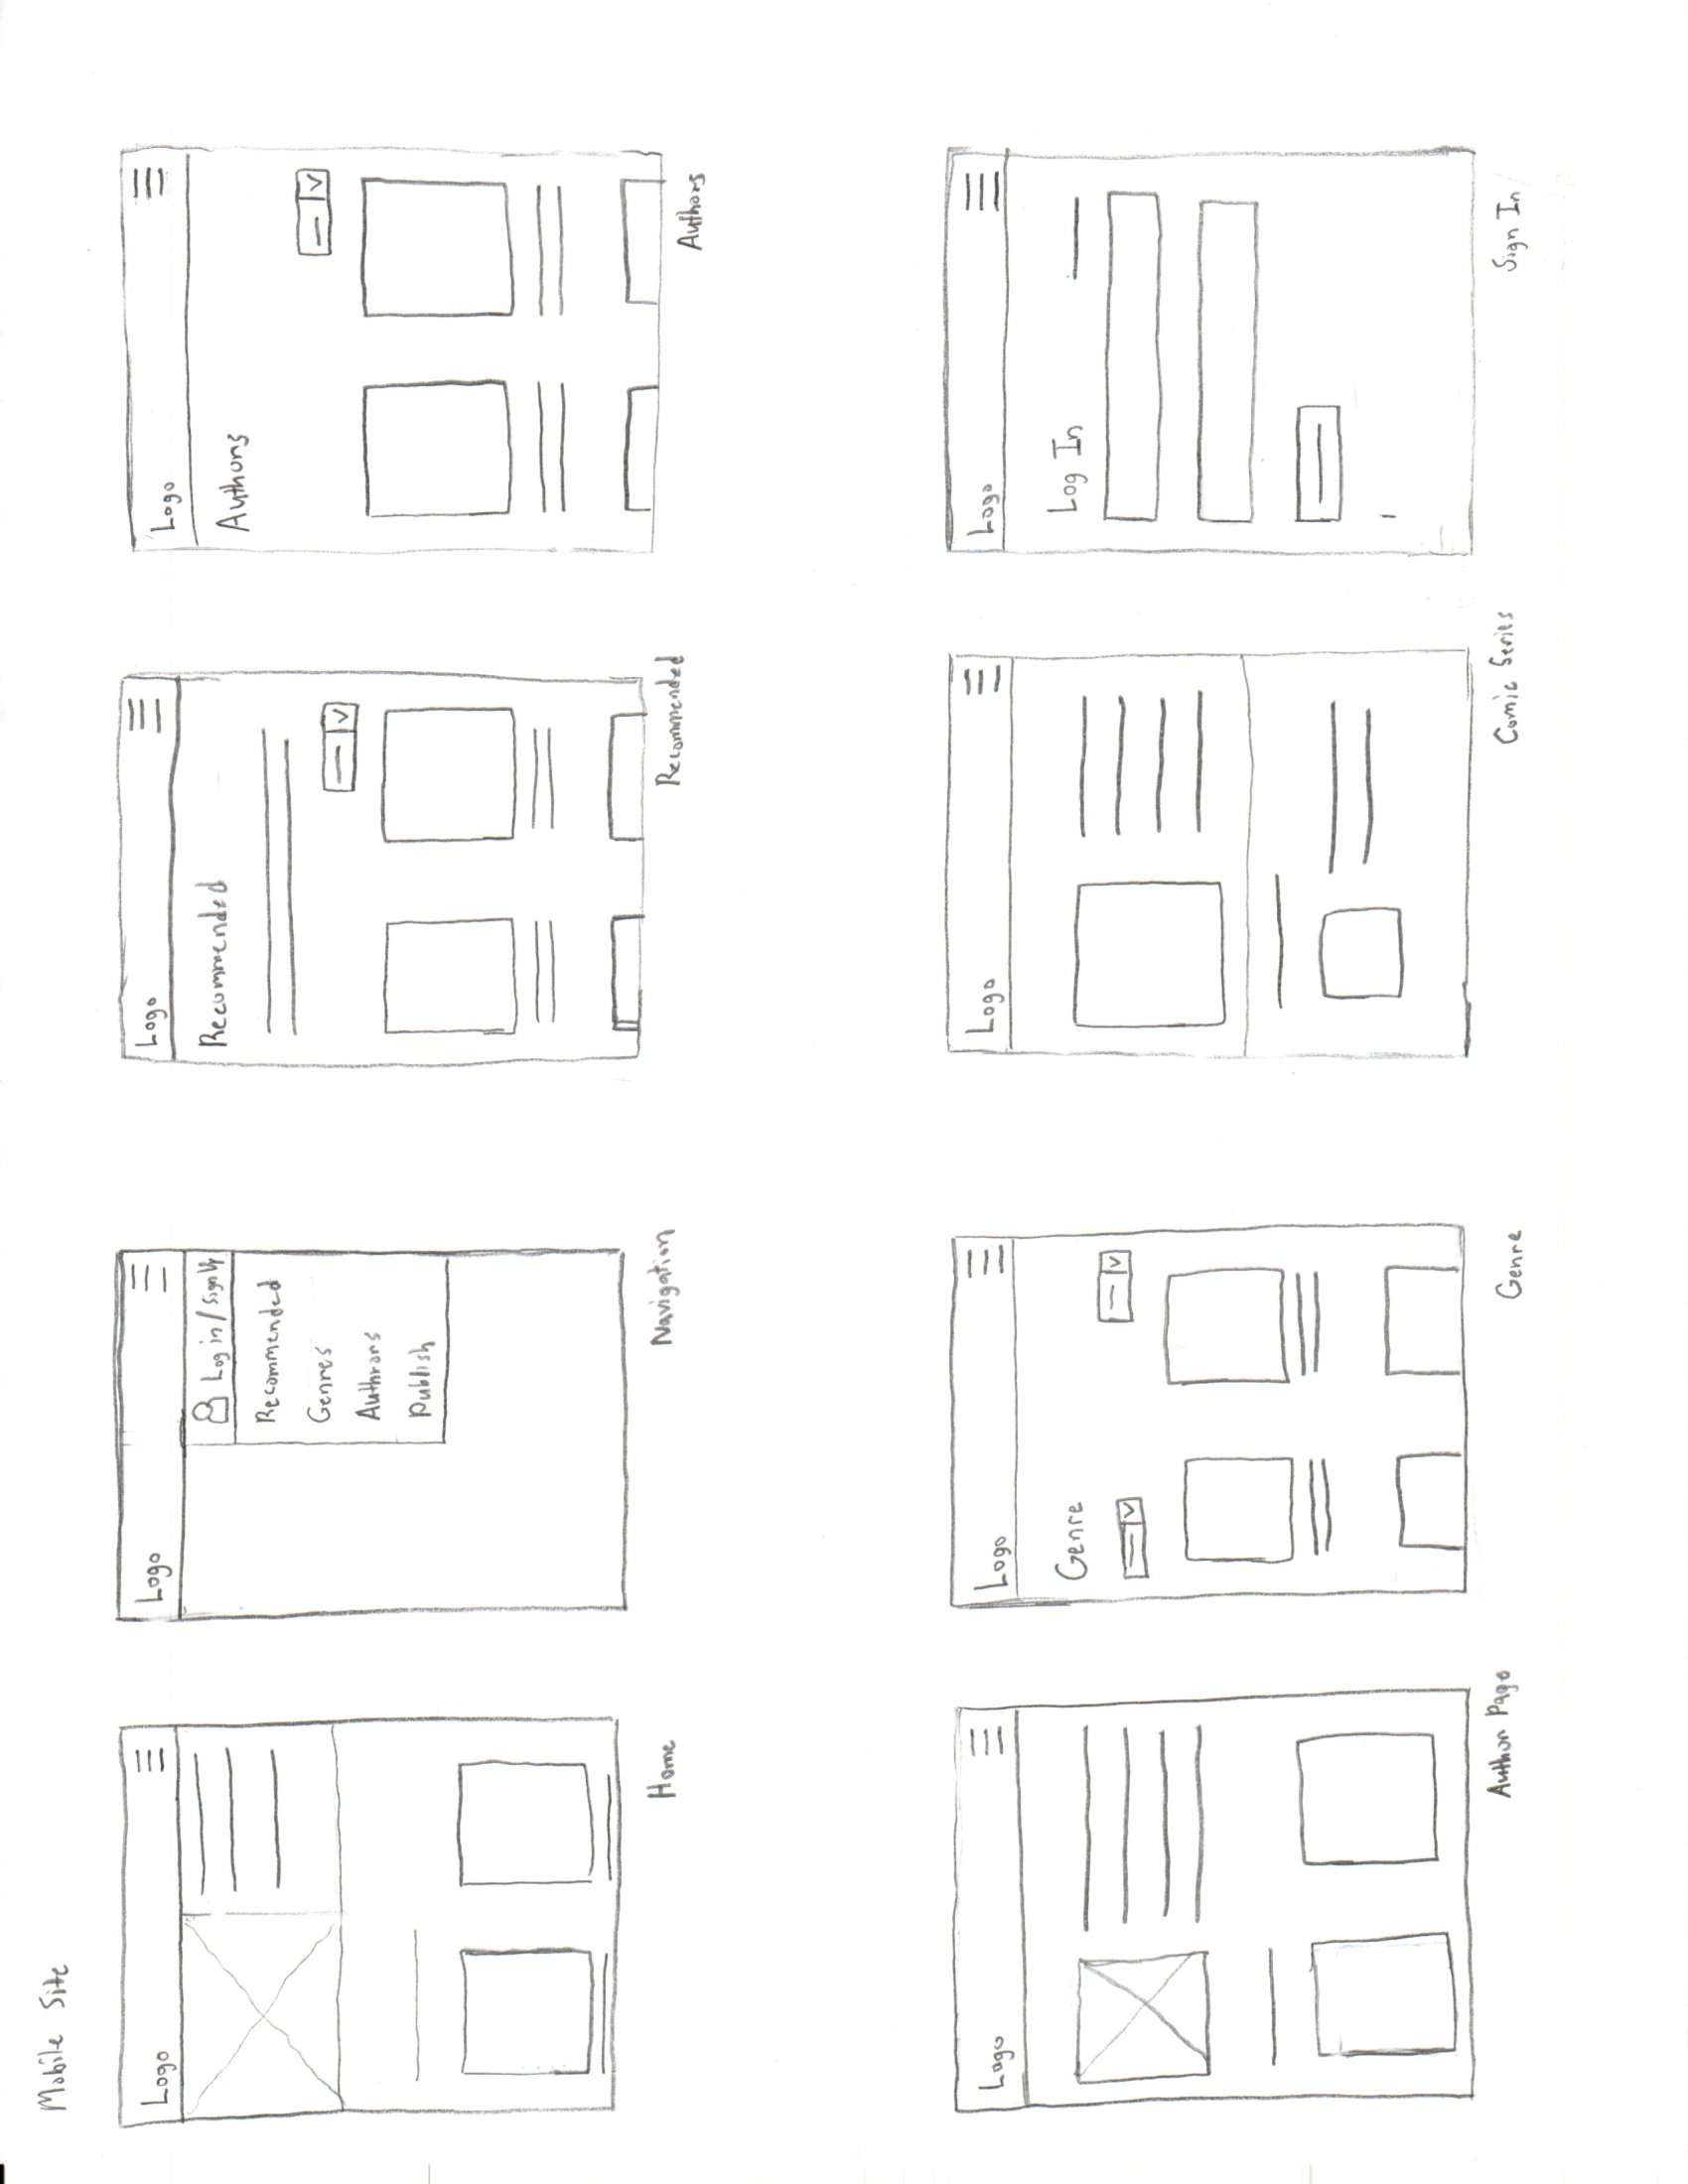 Mobile Site
Logo
Home
Logo
Log in / Sign Up
Recommended
Genres
Authrors
Publish
Navigation
Logo
Recommended
Recommended
Logo
Authors
Authors
Logo
Author Page
Logo
Genre
Genre
Logo
Comic Series
Logo
Log In
Sign In